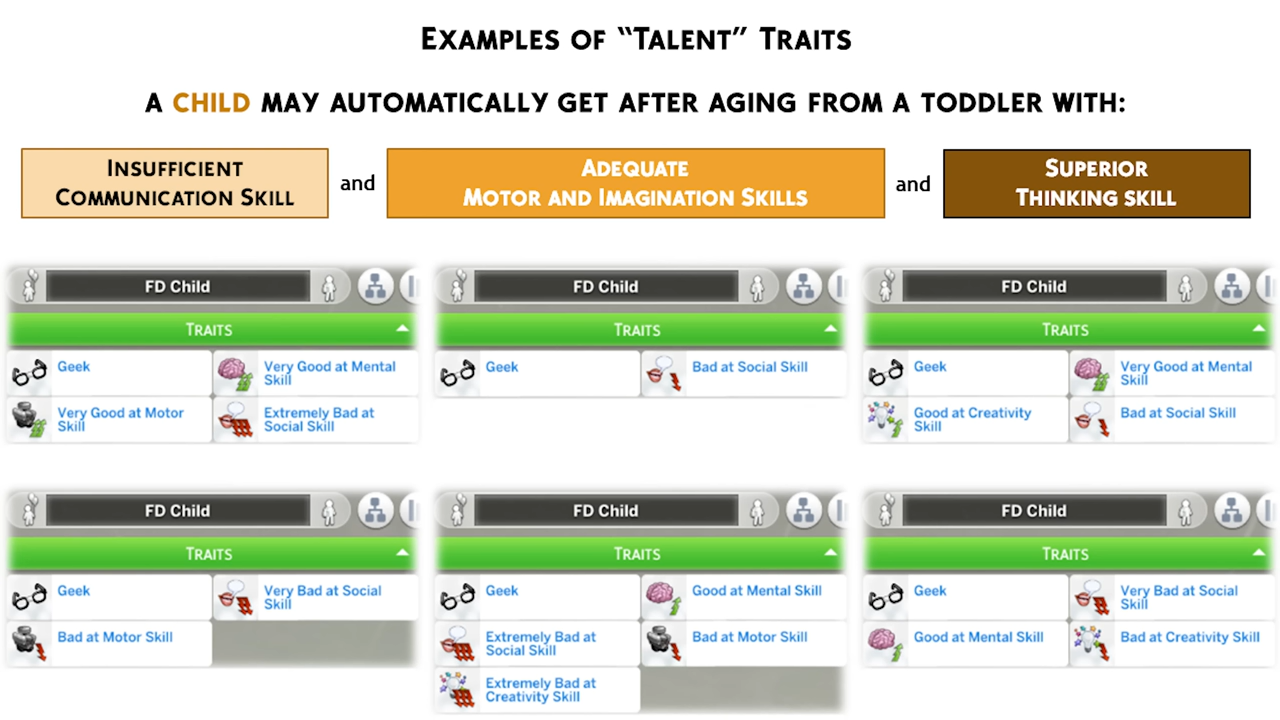 Examples of “Talent” Traits
A CHILD MAY AUTOMATICALLY GET AFTER AGING FROM A TODDLER WITH:
Insufficient
Communication Skill
and
Adequate
Motor and Imagination Skills
and
Superior
Thinking skill
FD Child
Traits
Geek
Very Good at Mental
Skill
Very Good at Motor
Skill
Extremely Bad at
Social Skill
FD Child
Traits
Geek
Bad at Social Skill
FD Child
Traits
Geek
Very Good at Mental
Skill
Good at Creativity
Skill
Bad at Social Skill
FD Child
Traits
Geek
Very Bad at Social
Skill
Bad at Motor Skill
FD Child
Traits
Geek
Good at Mental Skill
Extremely Bad at
Social Skill
Bad at Motor Skill
Extremely Bad at
Creativity Skill
FD Child
Traits
Geek
Very Bad at Social
Skill
Good at Mental Skill
Bad at Creativity Skill